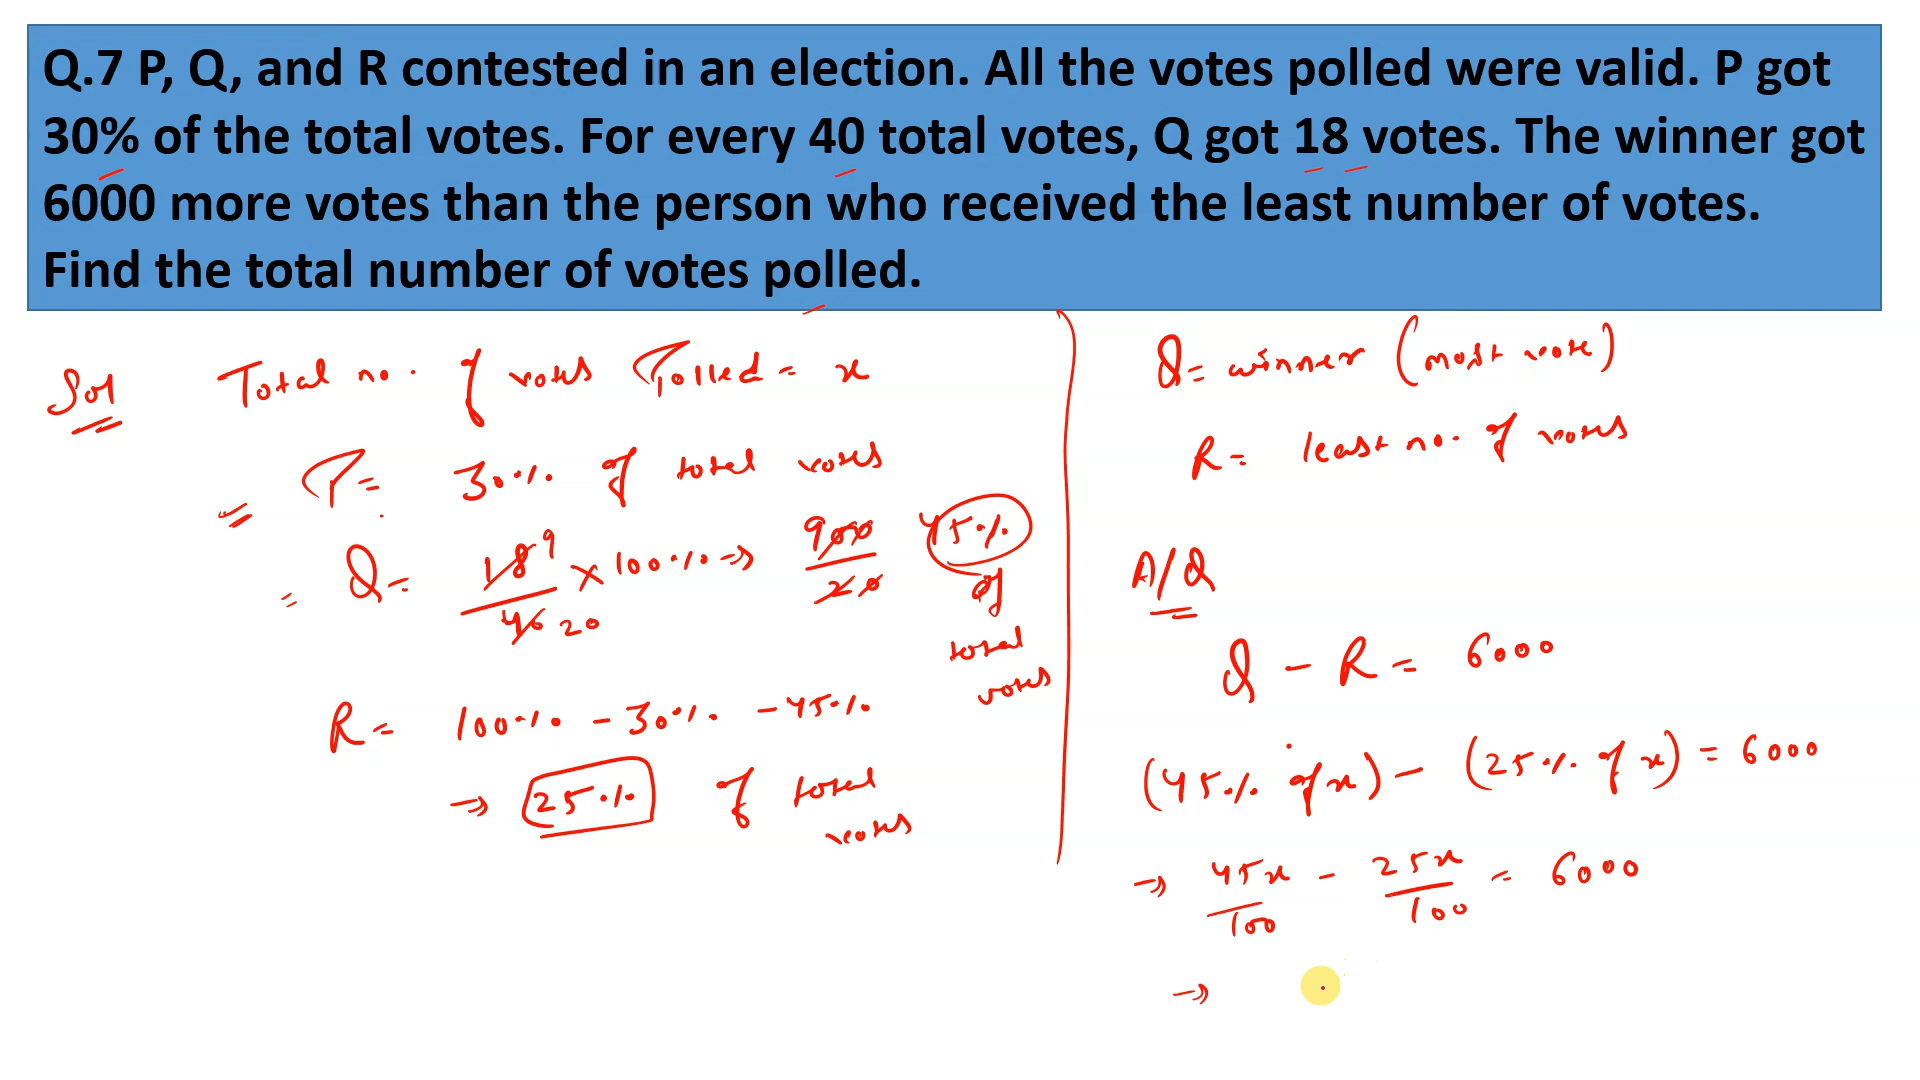 Q.7 P, Q, and R contested in an election. All the votes polled were valid. P got
30% of the total votes. For every 40 total votes, Q got 18 votes. The winner got
6000 more votes than the person who received the least number of votes.
Find the total number of votes polled.
Sol Total no. of votes Polled = x
= P = 30% of total votes
= Q = 18 9 / 40 20 × 100% → 900 / 20 45% of total votes
R = 100% - 30% - 45%
→ 25% of total votes
Q = winner (most vote)
R = least no. of votes
A/Q
Q - R = 6000
(45% of x) - (25% of x) = 6000
→ 45x/100 - 25x/100 = 6000
→